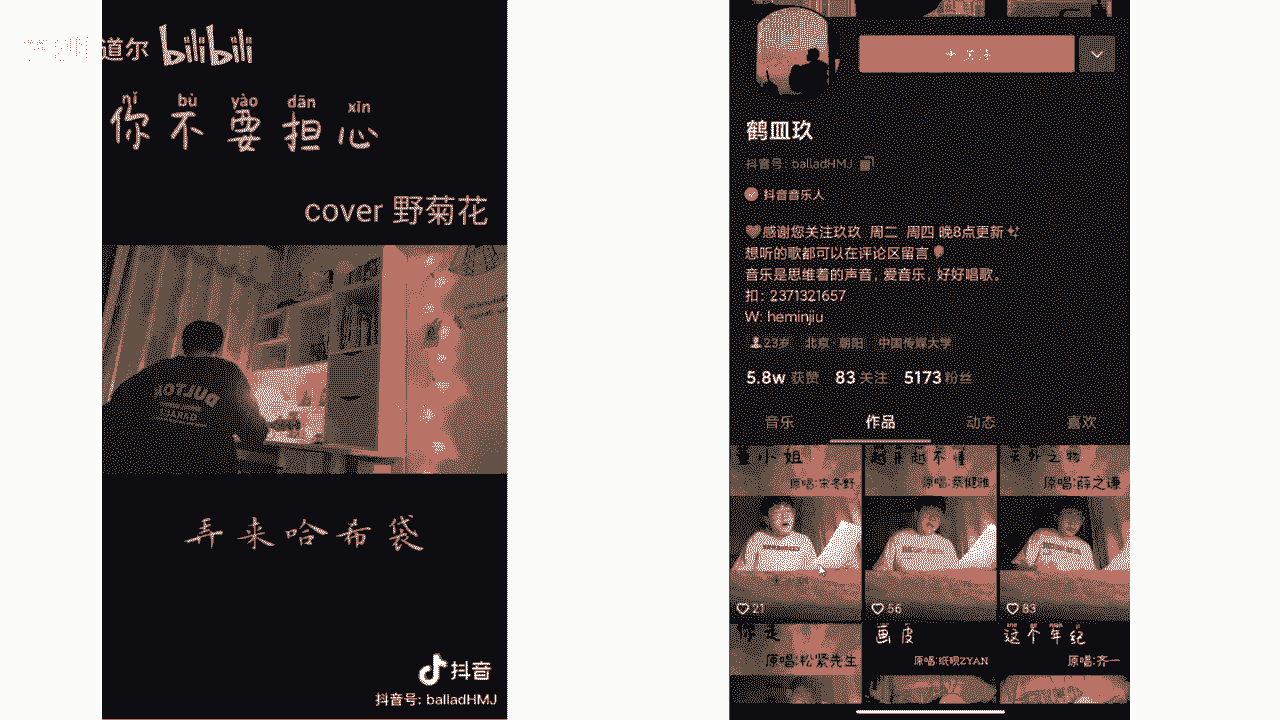 道尔 bilibili
nǐ bù yào dān xīn
你不要担心
cover 野菊花
弄来哈布袋
抖音
抖音号: balladHMJ
+ 关注
鹤皿玖
抖音号: balladHMJ
抖音音乐人
感谢您关注玖玖 周二 周四 晚8点更新
想听的歌都可以在评论区留言
音乐是思维着的声音, 爱音乐, 好好唱歌。
扣: 2371321657
W: heminjiu
23岁 北京·朝阳 中国传媒大学
5.8w 获赞 83 关注 5173 粉丝
音乐 作品 动态 喜欢
董小姐
原唱:宋冬野
越来越不懂
原唱:蔡健雅
天外之物
原唱:薛之谦
21
56
83
你是
原唱:松紧先生
画皮
原唱:纸砚ZYAN
这个年纪
原唱:齐一